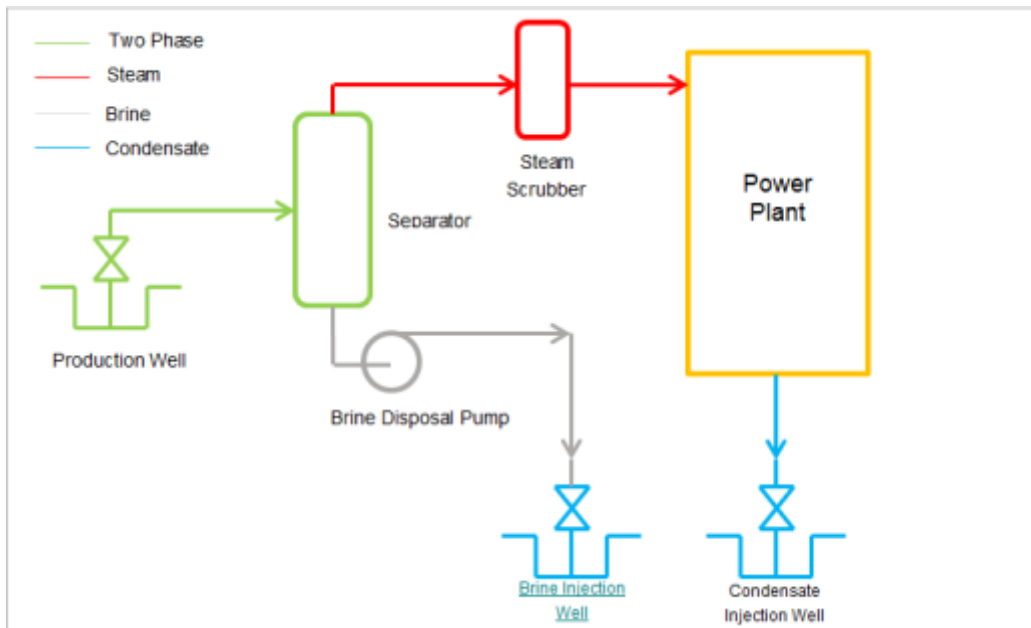 Two Phase
Steam
Brine
Condensate
Steam
Scrubber
Power
Plant
Separator
Production Well
Brine Disposal Pump
Brine Injection
Well
Condensate
Injection Well